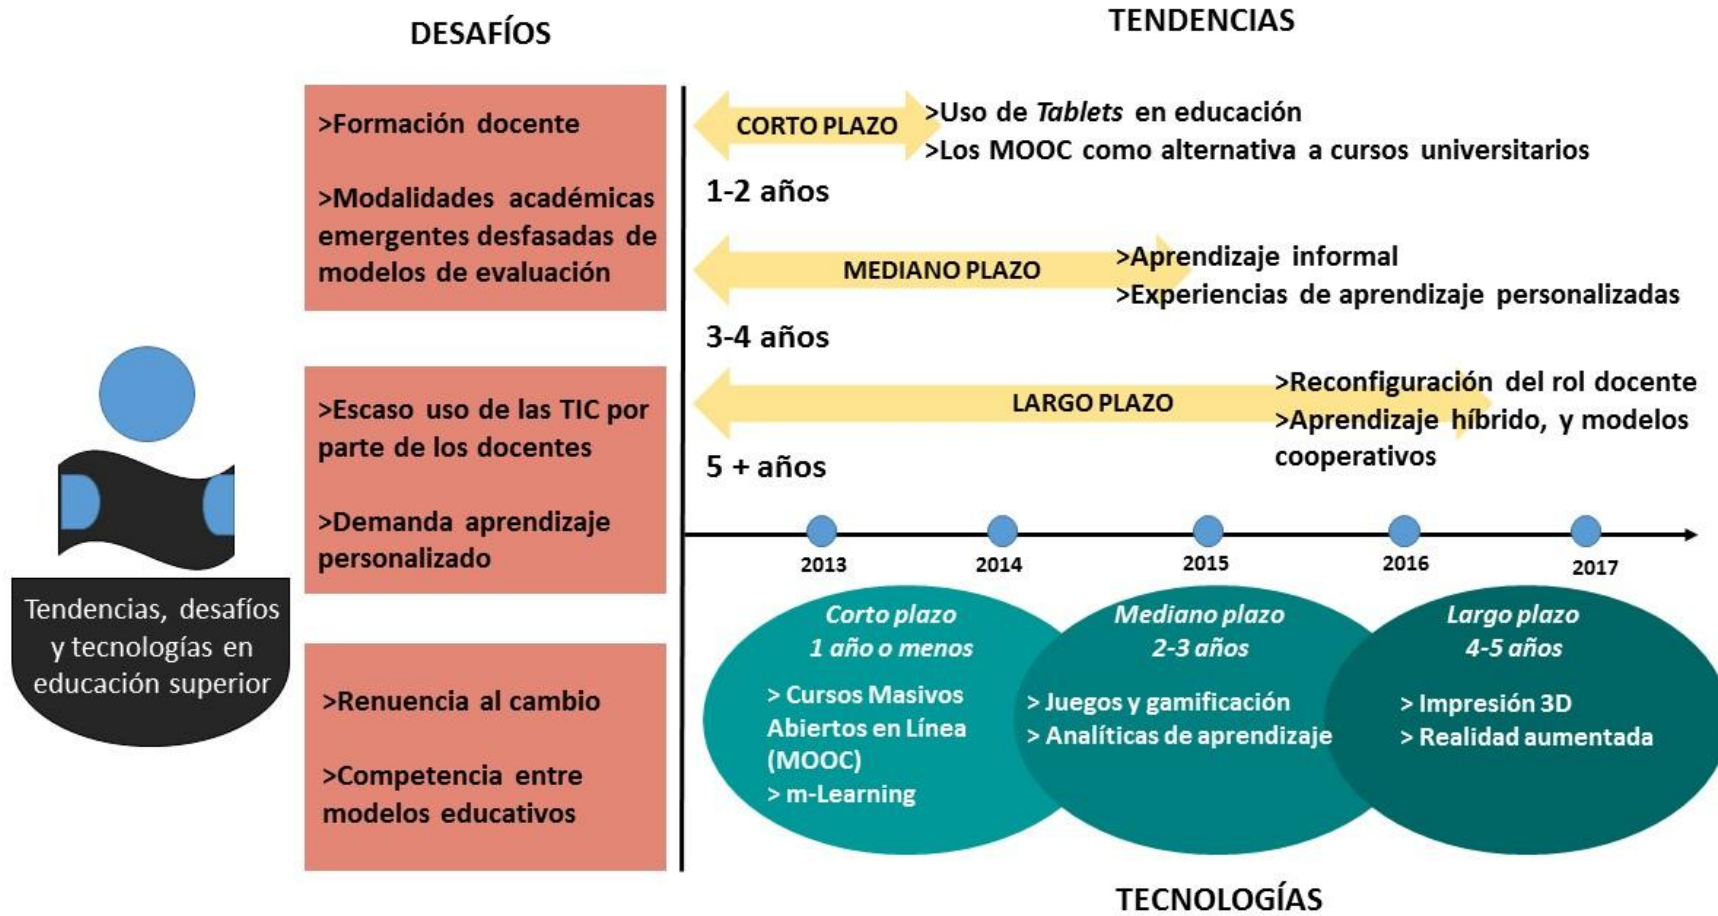 DESAFÍOS
>Formación docente
>Modalidades académicas
emergentes desfasadas de
modelos de evaluación
>Escaso uso de las TIC por
parte de los docentes
>Demanda aprendizaje
personalizado
>Renuencia al cambio
>Competencia entre
modelos educativos
Tendencias, desafíos
y tecnologías en
educación superior
TENDENCIAS
CORTO PLAZO
>Uso de Tablets en educación
>Los MOOC como alternativa a cursos universitarios
1-2 años
MEDIANO PLAZO
>Aprendizaje informal
>Experiencias de aprendizaje personalizadas
3-4 años
LARGO PLAZO
>Reconfiguración del rol docente
>Aprendizaje híbrido, y modelos
cooperativos
5 + años
2013 2014 2015 2016 2017
Corto plazo
1 año o menos
> Cursos Masivos
Abiertos en Línea
(MOOC)
> m-Learning
Mediano plazo
2-3 años
> Juegos y gamificación
> Analíticas de aprendizaje
Largo plazo
4-5 años
> Impresión 3D
> Realidad aumentada
TECNOLOGÍAS